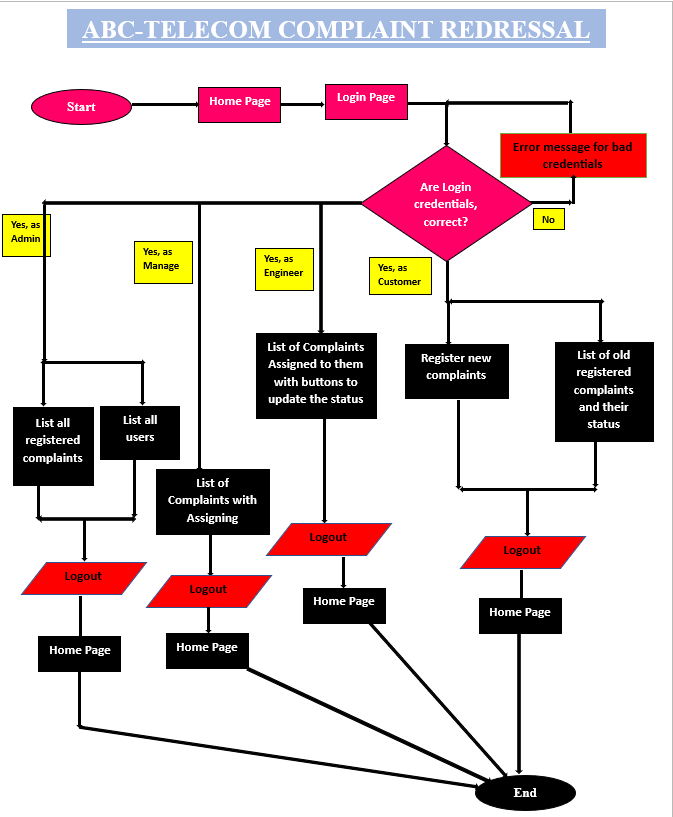 ABC-TELECOM COMPLAINT REDRESSAL
Start
Home Page
Login Page
Error message for bad
credentials
Are Login
credentials,
correct?
No
Yes, as
Admin
Yes, as
Manage
Yes, as
Engineer
Yes, as
Customer
List of Complaints
Assigned to them
with buttons to
update the status
Register new
complaints
List of old
registered
complaints
and their
status
List all
registered
complaints
List all
users
List of
Complaints with
Assigning
Logout
Logout
Logout
Logout
Home Page
Home Page
Home Page
Home Page
End